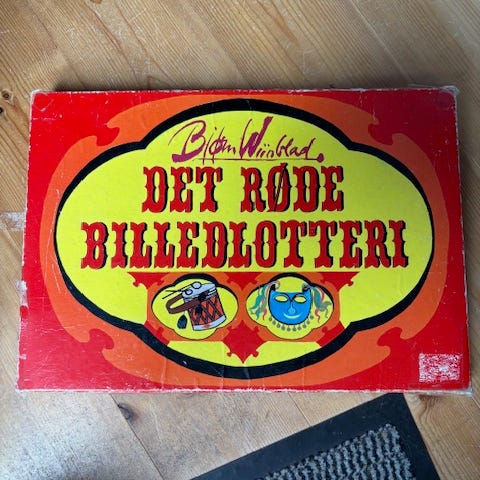 Bjørn Wiinblad.
DET RØDE
BILLEDLOTTERI